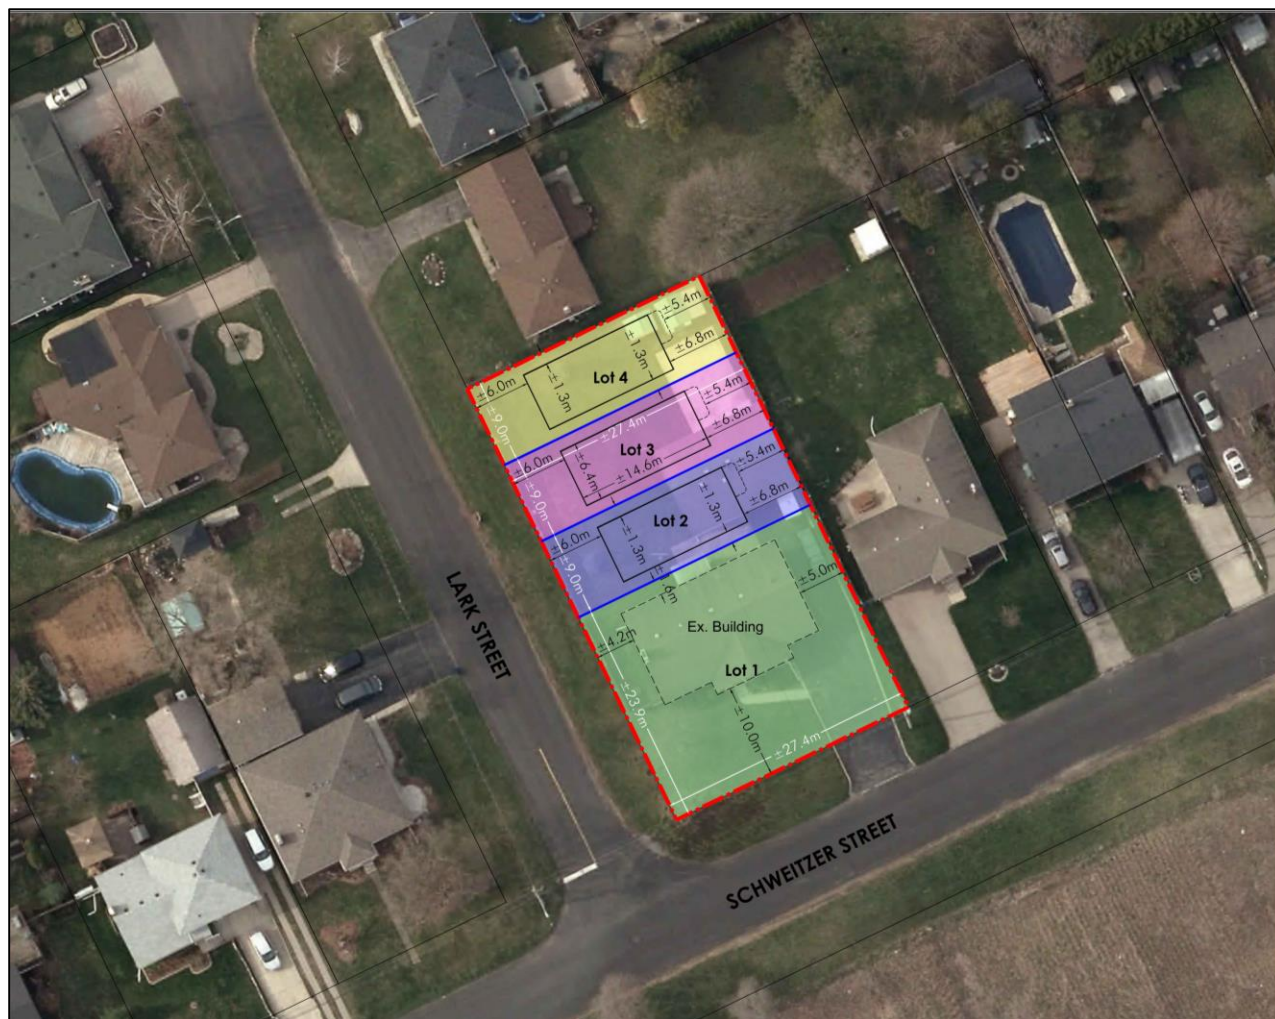 ±5.4m
±6.8m
±1.3m
Lot 4
±6.0m
±1.3m
±9.0m
±5.4m
±27.4m
±6.8m
Lot 3
±6.0m
±6.4m
±14.6m
±9.0m
±5.4m
±6.8m
±1.3m
Lot 2
±6.0m
±1.3m
±9.0m
±5.0m
Ex. Building
±4.2m
Lot 1
±23.9m
±10.0m
±27.4m
LARK STREET
SCHWEITZER STREET